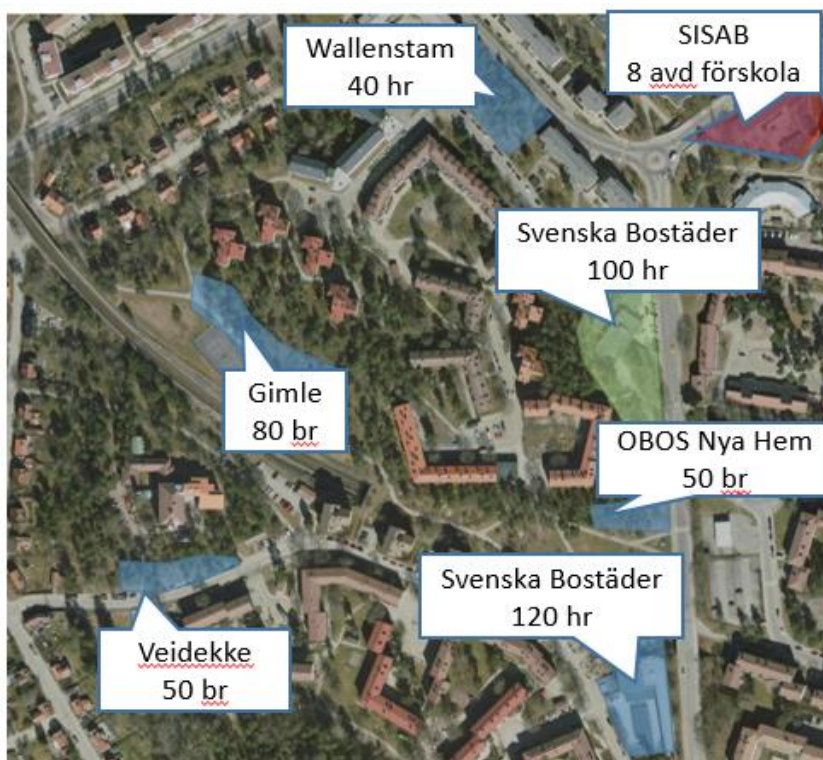 Wallenstam
40 hr
SISAB
8 avd förskola
Svenska Bostäder
100 hr
Gimle
80 br
OBOS Nya Hem
50 br
Svenska Bostäder
120 hr
Veidekke
50 br